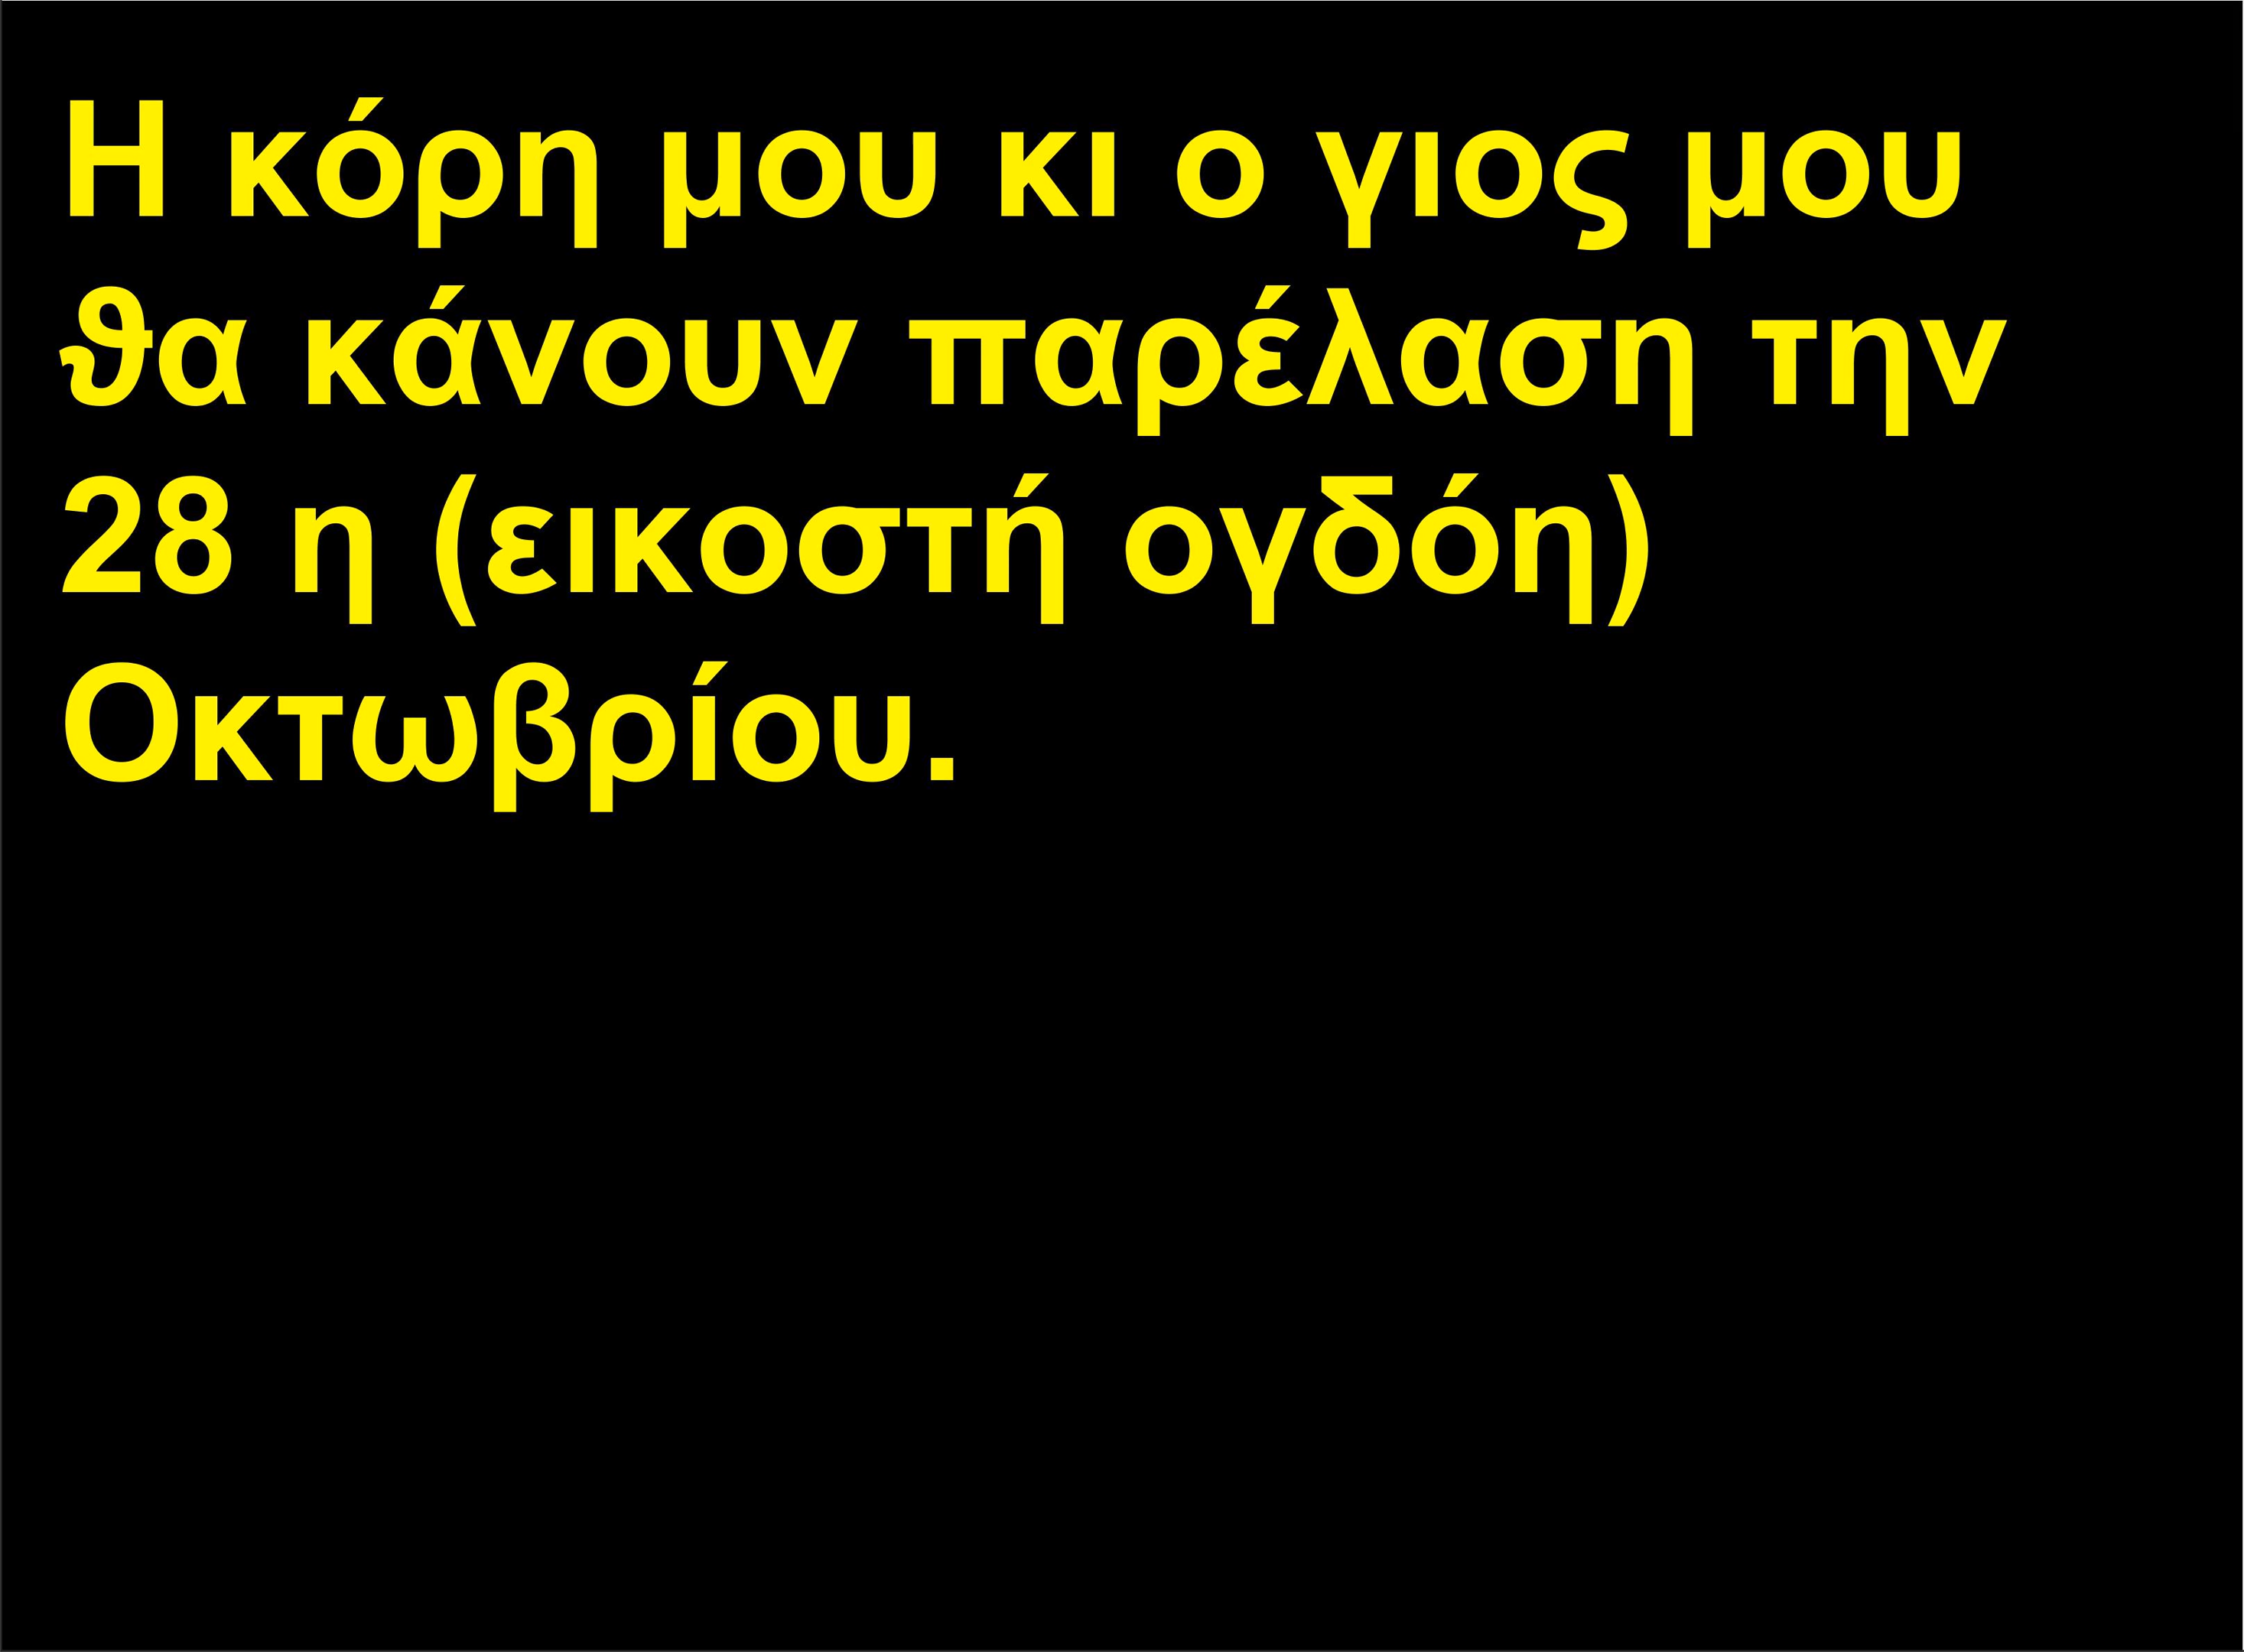 Η κόρη μου κι ο γιος μου
ϑα κάνουν παρέλαση την
28 η (εικοστή ογδόη)
Οκτωβρίου.